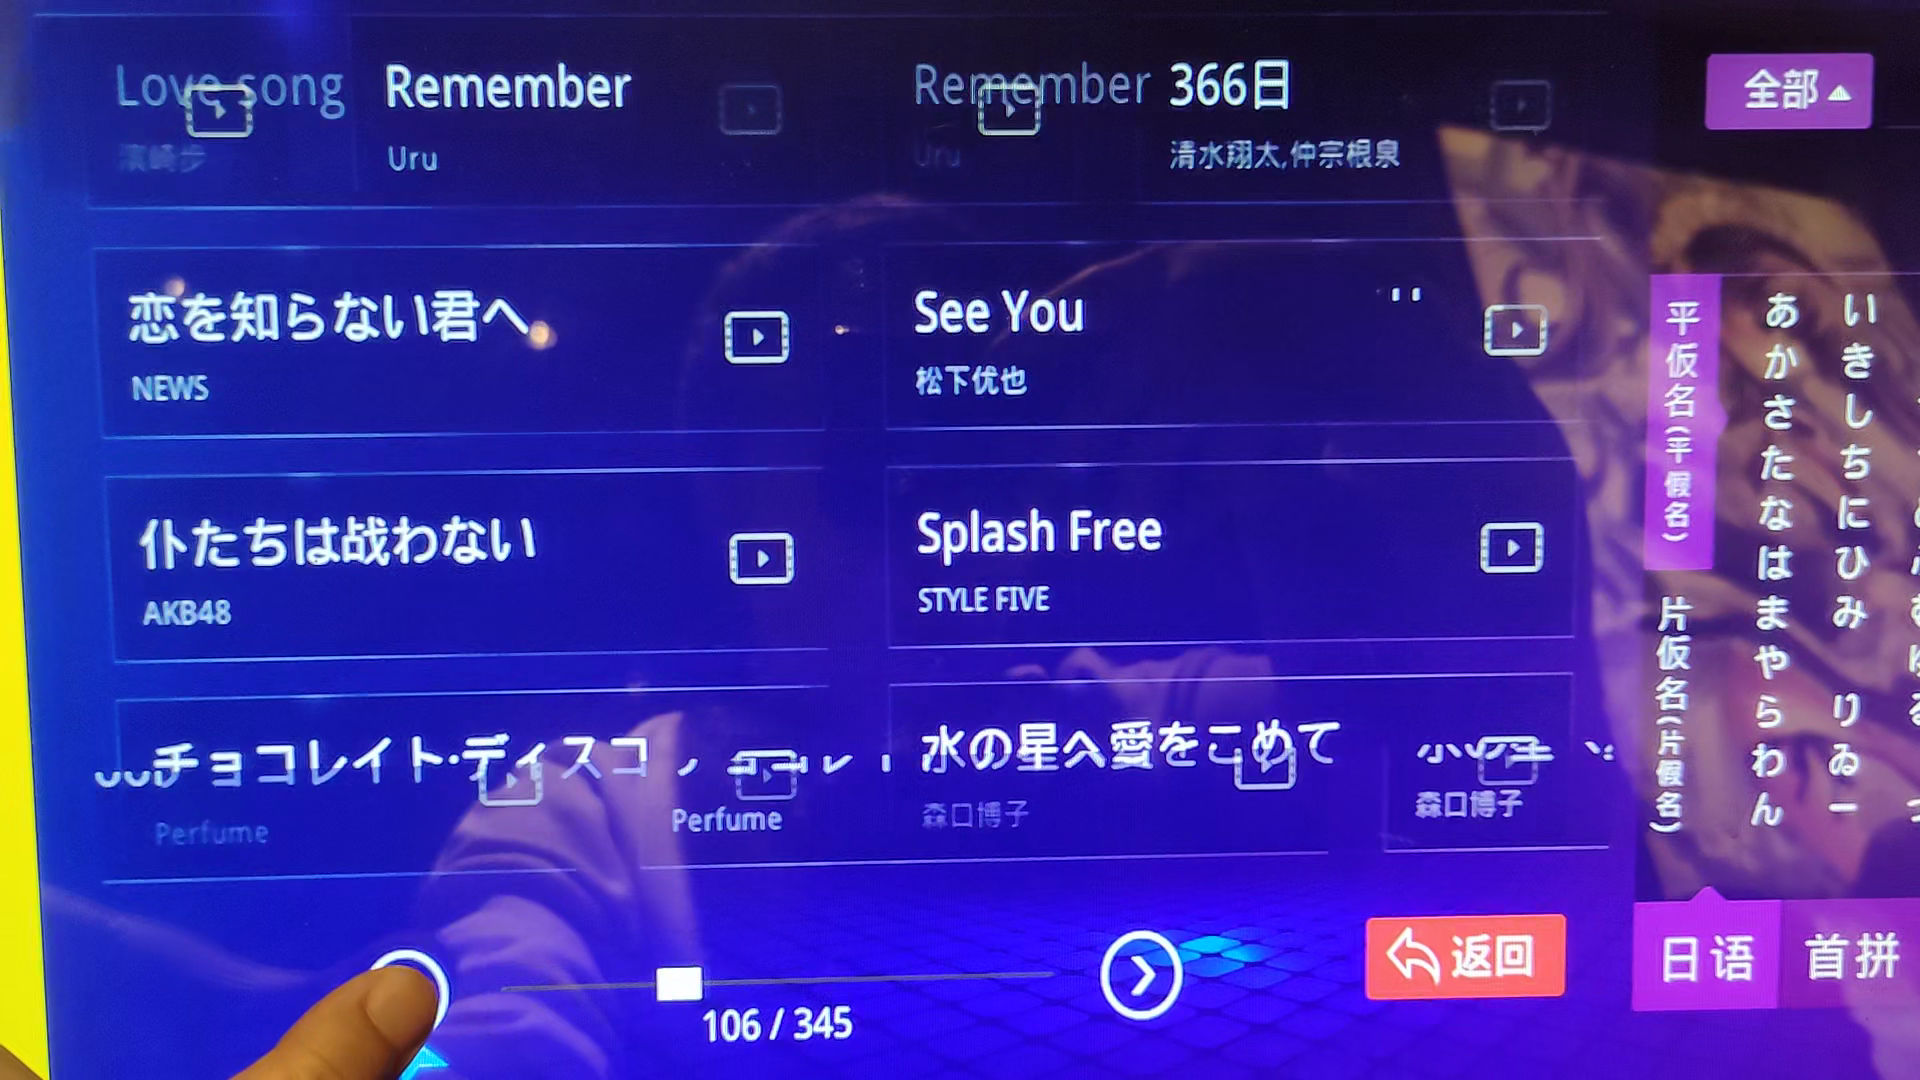 Love song
Remember
Remember
366日
全部
濱崎步
Uru
Uru
清水翔太,仲宗根泉
恋を知らない君へ
NEWS
See You
松下优也
仆たちは战わない
AKB48
Splash Free
STYLE FIVE
チョコレイト·ディスコ
Perfume
Perfume
水の星へ愛をこめて
森口博子
森口博子
平仮名(平假名)
片仮名(片假名)
あかさたなはまやらわん
いきしちにひみ りゐー
106 / 345
返回
日语
首拼